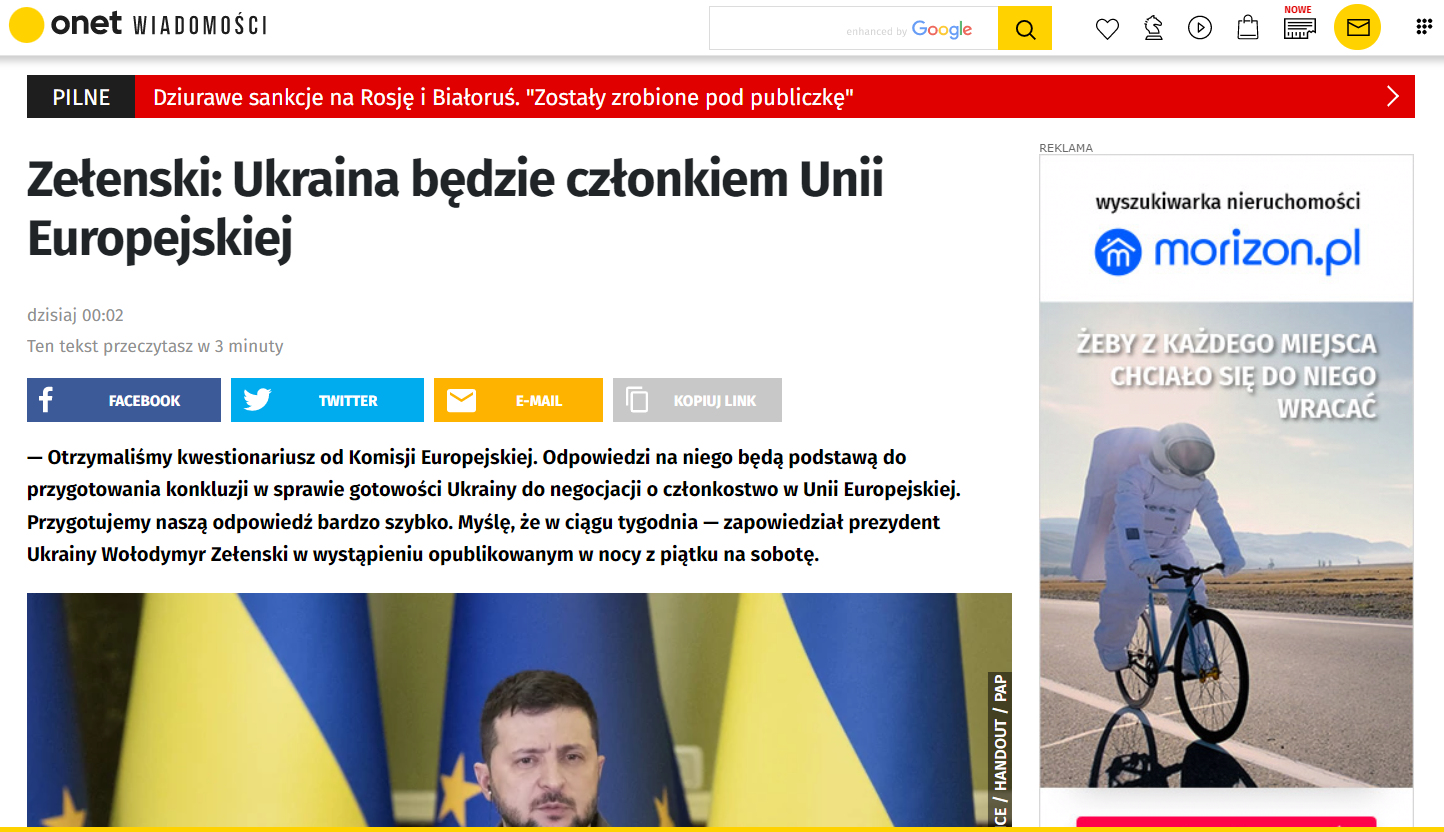 onet WIADOMOŚCI
enhanced by Google
NOWE
PILNE
Dziurawe sankcje na Rosję i Białoruś. "Zostały zrobione pod publiczkę"
Zełenski: Ukraina będzie członkiem Unii
Europejskiej
dzisiaj 00:02
Ten tekst przeczytasz w 3 minuty
FACEBOOK
TWITTER
E-MAIL
KOPIUJ LINK
— Otrzymaliśmy kwestionariusz od Komisji Europejskiej. Odpowiedzi na niego będą podstawą do
przygotowania konkluzji w sprawie gotowości Ukrainy do negocjacji o członkostwo w Unii Europejskiej.
Przygotujemy naszą odpowiedź bardzo szybko. Myślę, że w ciągu tygodnia — zapowiedział prezydent
Ukrainy Wołodymyr Zełenski w wystąpieniu opublikowanym w nocy z piątku na sobotę.
CE / HANDOUT / PAP
REKLAMA
wyszukiwarka nieruchomości
morizon.pl
ŻEBY Z KAŻDEGO MIEJSCA
CHCIAŁO SIĘ DO NIEGO
WRACAĆ